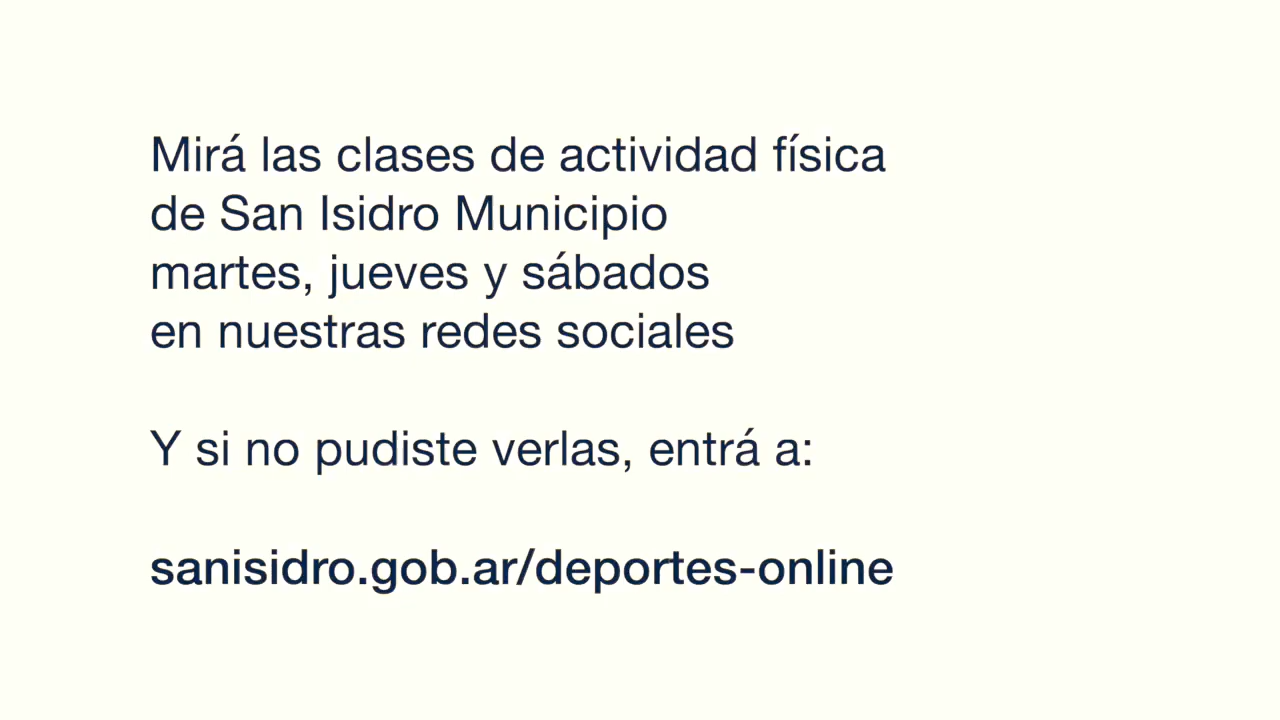 Mirá las clases de actividad física
de San Isidro Municipio
martes, jueves y sábados
en nuestras redes sociales
Y si no pudiste verlas, entrá a:
sanisidro.gob.ar/deportes-online